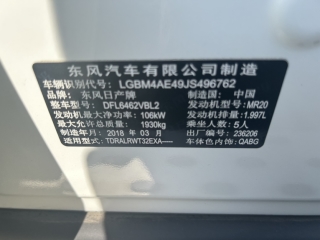 东风汽车有限公司制造
车辆识别代号：LGBM4AE49JS496762
品牌：东风日产牌 制造国：中国
整车型号：DFL6462VBL2 发动机型号：MR20
发动机最大净功率：106kW 发动机排量：1.997L
最大允许总质量：1930kg 乘坐人数：5人
制造年月：2018 年 03 月 出厂编号：236206
适用型式：TDRALRWT32EXA----- 车体色内饰：QABG